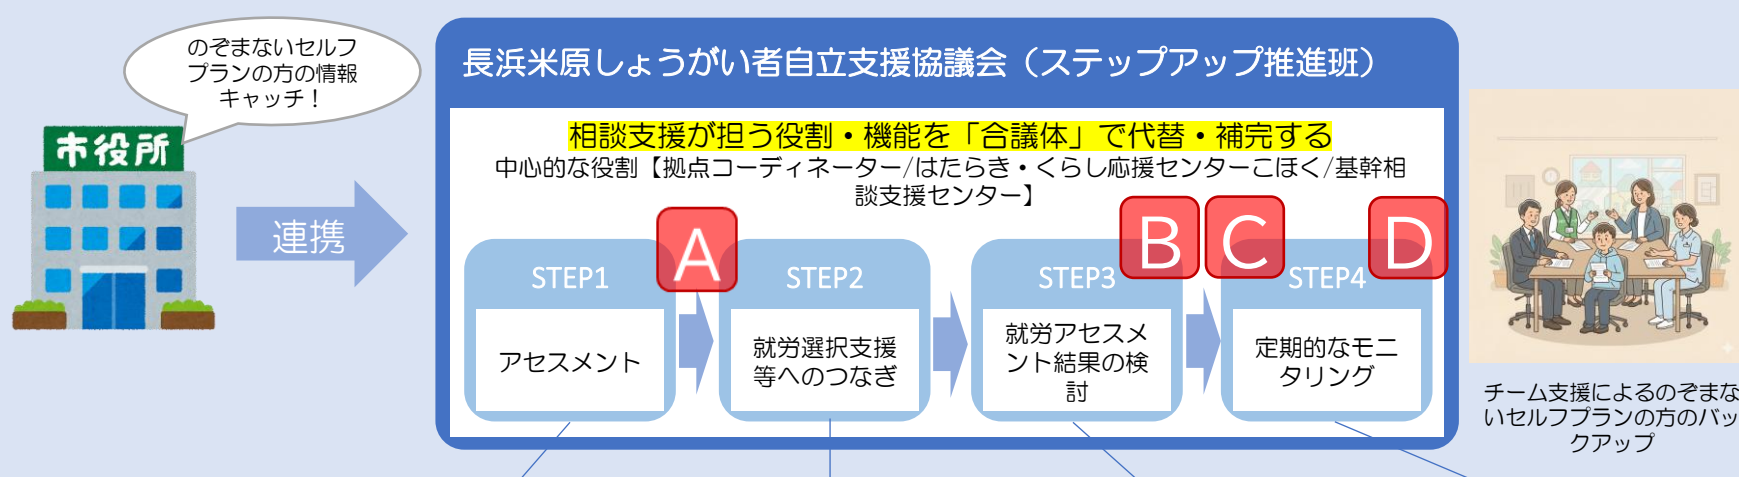 のぞまないセルフ
プランの方の情報
キャッチ！
市役所
連携
長浜米原しょうがい者自立支援協議会（ステップアップ推進班）
相談支援が担う役割・機能を「合議体」で代替・補完する
中心的な役割【拠点コーディネーター/はたらき・くらし応援センターこほく/基幹相
談支援センター】
A
B
C
D
STEP1
アセスメント
STEP2
就労選択支援
等へのつなぎ
STEP3
就労アセスメ
ント結果の検
討
STEP4
定期的なモニ
タリング
チーム支援によるのぞまな
いセルフプランの方のバッ
クアップ